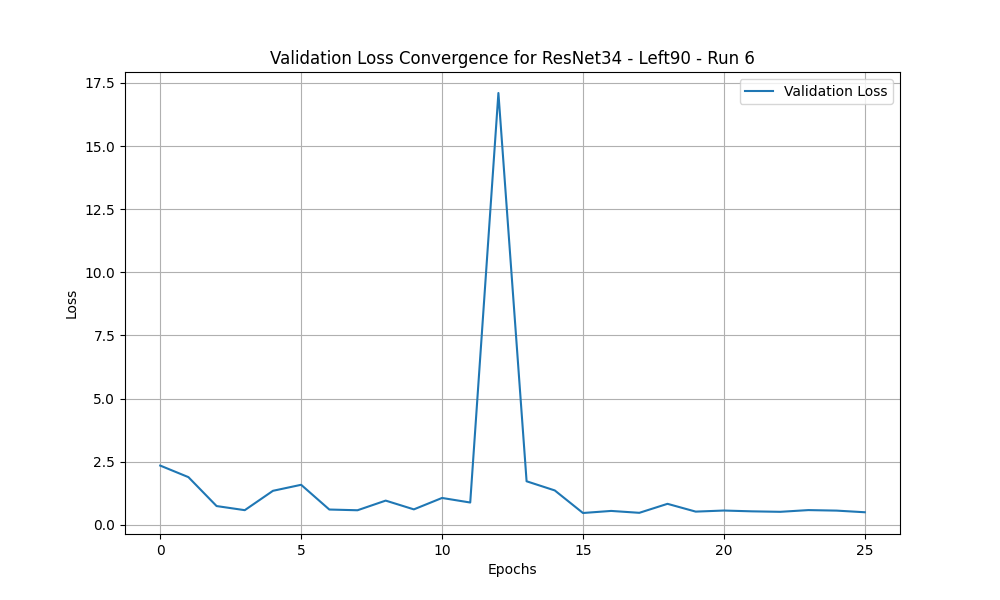 Validation Loss Convergence for ResNet34 - Left90 - Run 6
Validation Loss
17.5
15.0
12.5
10.0
7.5
5.0
2.5
0.0
Loss
0 5 10 15 20 25
Epochs